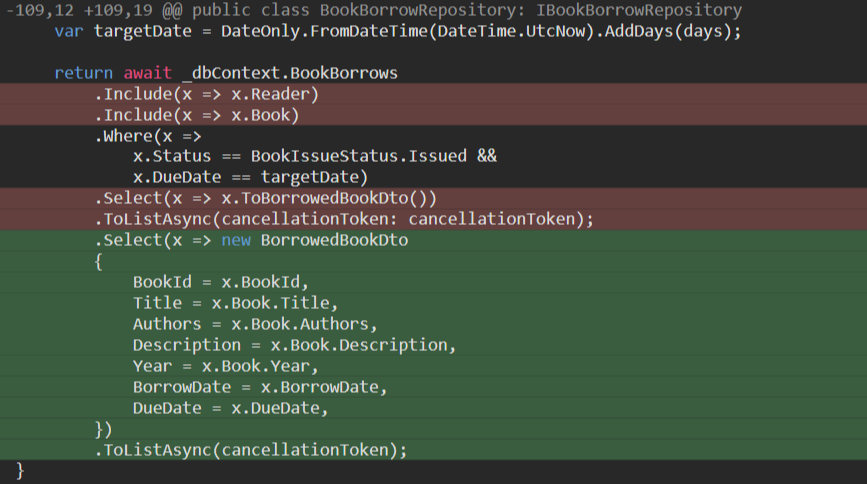 -109,12 +109,19 @@ public class BookBorrowRepository: IBookBorrowRepository
var targetDate = DateOnly.FromDateTime(DateTime.UtcNow).AddDays(days);
return await _dbContext.BookBorrows
.Include(x => x.Reader)
.Include(x => x.Book)
.Where(x =>
x.Status == BookIssueStatus.Issued &&
x.DueDate == targetDate)
.Select(x => x.ToBorrowedBookDto())
.ToListAsync(cancellationToken: cancellationToken);
.Select(x => new BorrowedBookDto
{
BookId = x.BookId,
Title = x.Book.Title,
Authors = x.Book.Authors,
Description = x.Book.Description,
Year = x.Book.Year,
BorrowDate = x.BorrowDate,
DueDate = x.DueDate,
})
.ToListAsync(cancellationToken);
}